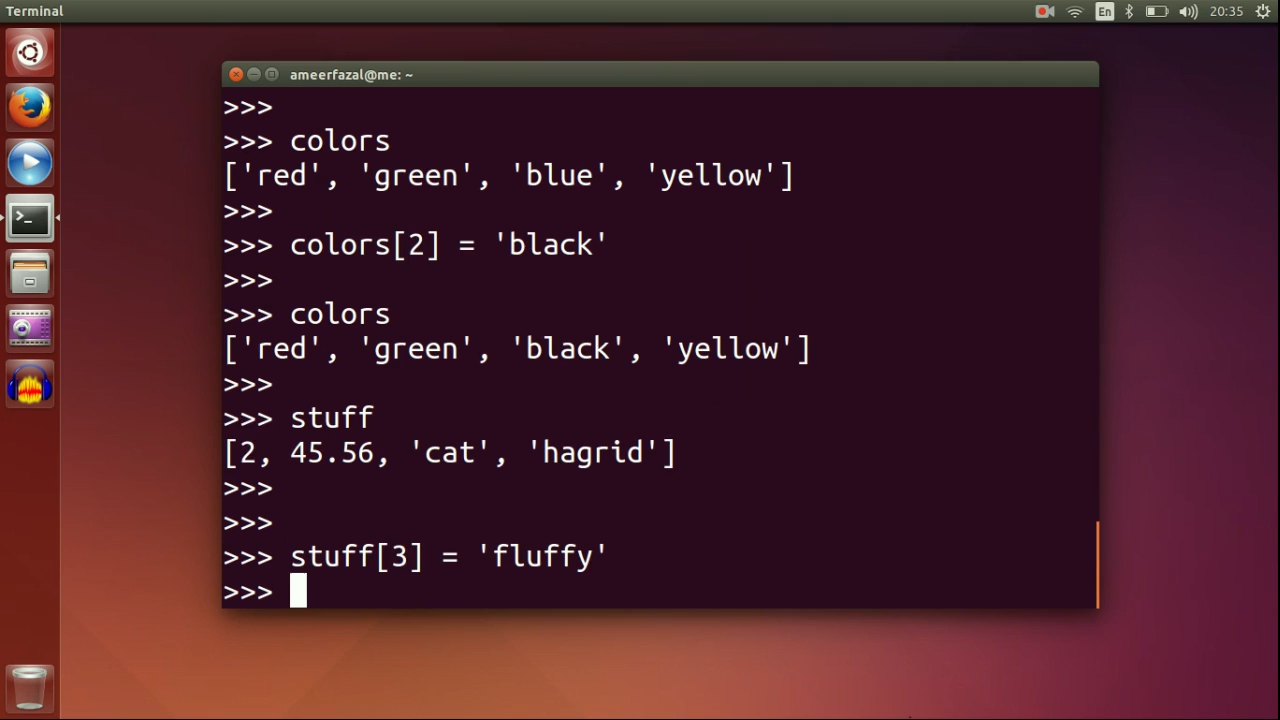 Terminal
En
20:35
ameerfazal@me: ~
>>>
>>> colors
['red', 'green', 'blue', 'yellow']
>>>
>>> colors[2] = 'black'
>>>
>>> colors
['red', 'green', 'black', 'yellow']
>>>
>>> stuff
[2, 45.56, 'cat', 'hagrid']
>>>
>>>
>>> stuff[3] = 'fluffy'
>>>